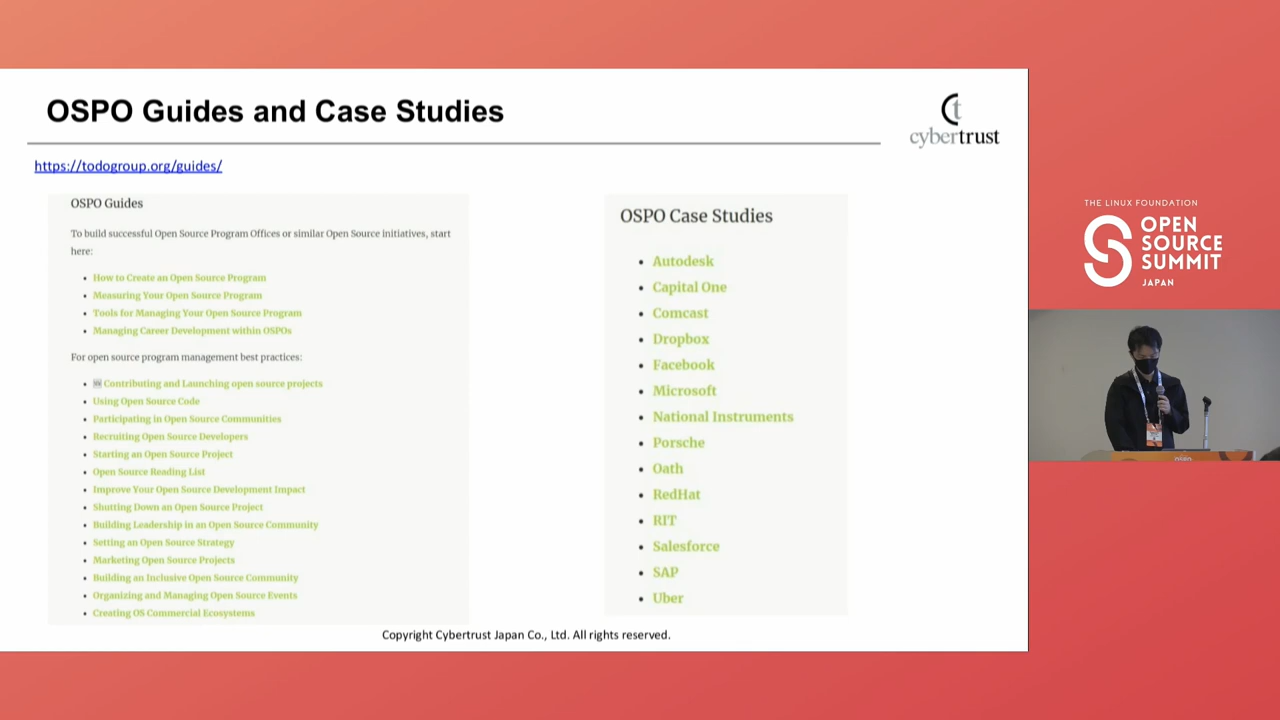 OSPO Guides and Case Studies
cybertrust
https://todogroup.org/guides/
OSPO Guides
To build successful Open Source Program Offices or similar Open Source initiatives, start
here:
• How to Create an Open Source Program
• Measuring Your Open Source Program
• Tools for Managing Your Open Source Program
• Managing Career Development within OSPOs
For open source program management best practices:
• Contributing and Launching open source projects
• Using Open Source Code
• Participating in Open Source Communities
• Recruiting Open Source Developers
• Starting an Open Source Project
• Open Source Reading List
• Improve Your Open Source Development Impact
• Shutting Down an Open Source Project
• Building Leadership in an Open Source Community
• Setting an Open Source Strategy
• Marketing Open Source Projects
• Building an Inclusive Open Source Community
• Organizing and Managing Open Source Events
• Creating OS Commercial Ecosystems
OSPO Case Studies
• Autodesk
• Capital One
• Comcast
• Dropbox
• Facebook
• Microsoft
• National Instruments
• Porsche
• Oath
• RedHat
• RIT
• Salesforce
• SAP
• Uber
Copyright Cybertrust Japan Co., Ltd. All rights reserved.
THE LINUX FOUNDATION
OPEN
SOURCE
SUMMIT
JAPAN